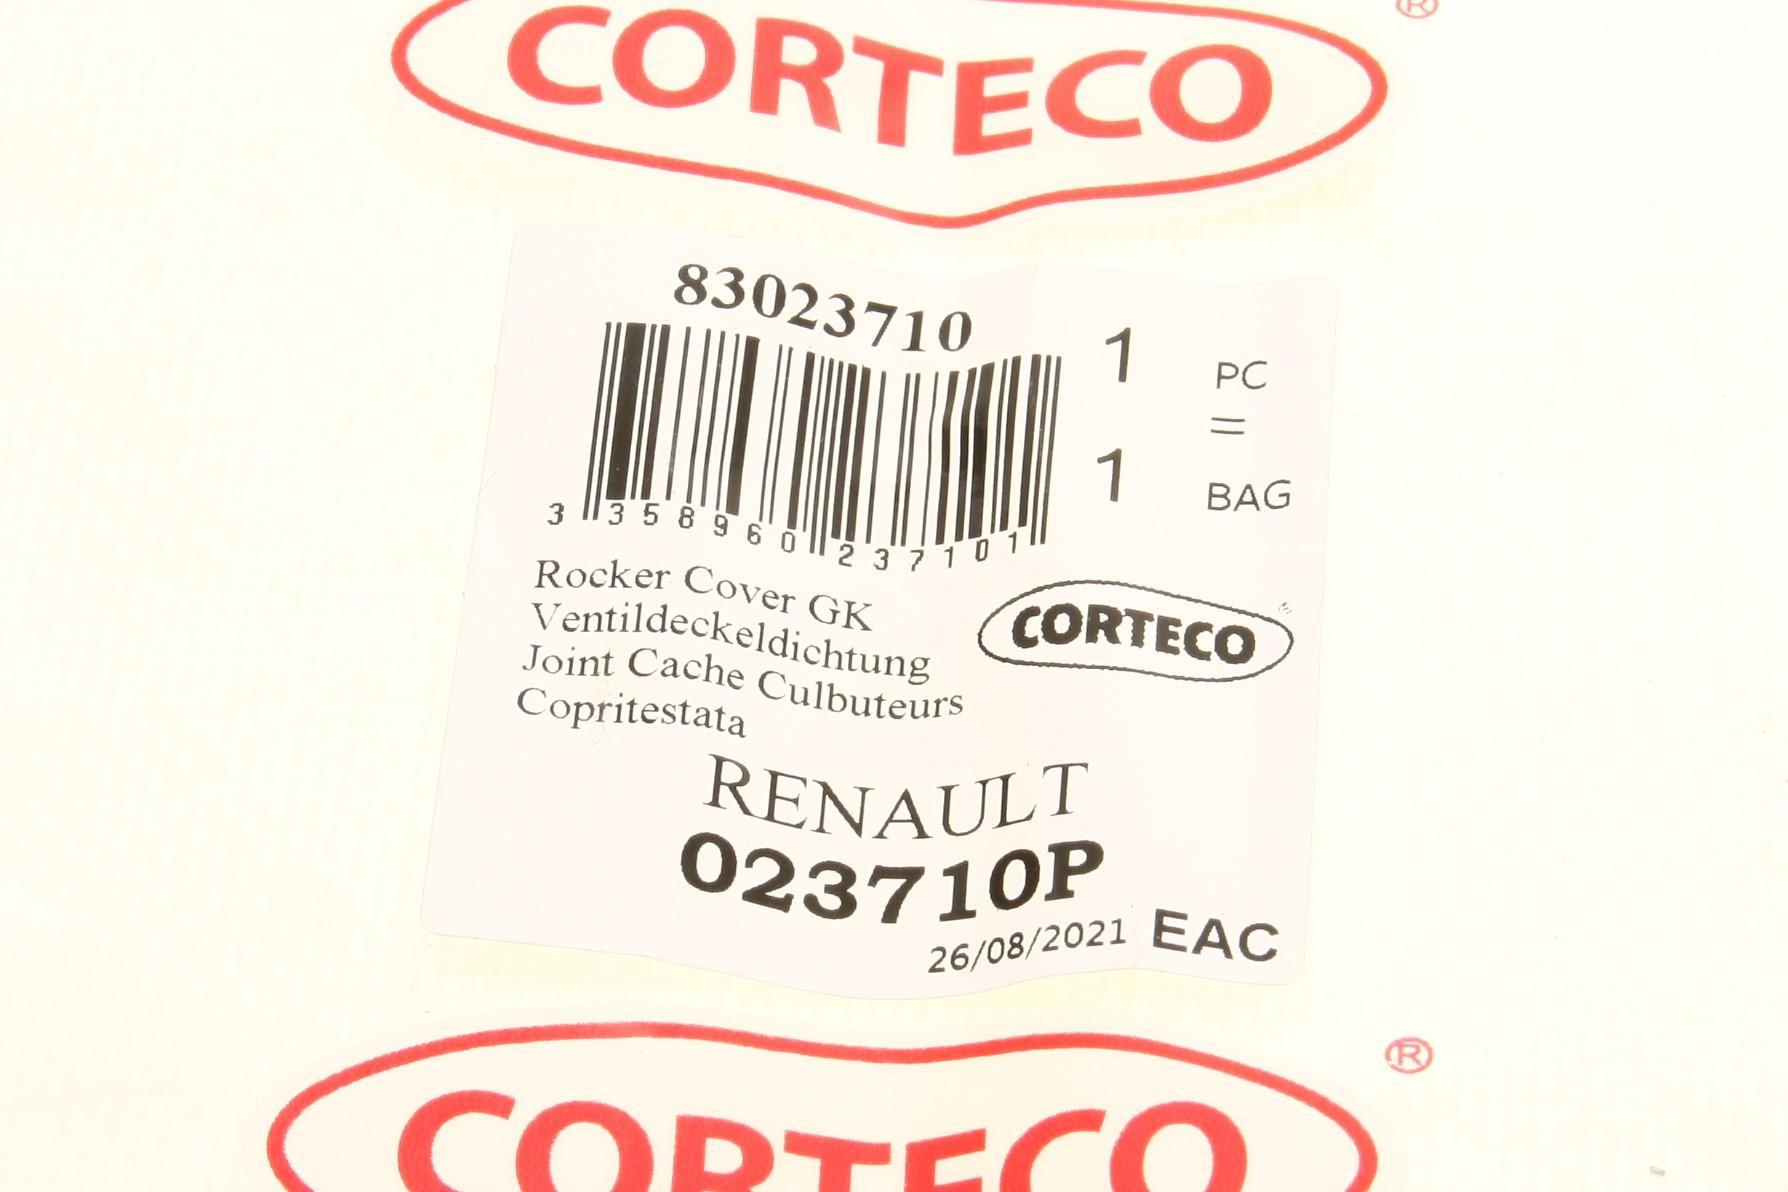 CORTECO ®
83023710
1 PC
=
1 BAG
3 358960 237101
Rocker Cover GK
Ventildeckeldichtung
Joint Cache Culbuteurs
Copritestata
CORTECO ®
RENAULT
023710P
26/08/2021 EAC
CORTECO ®